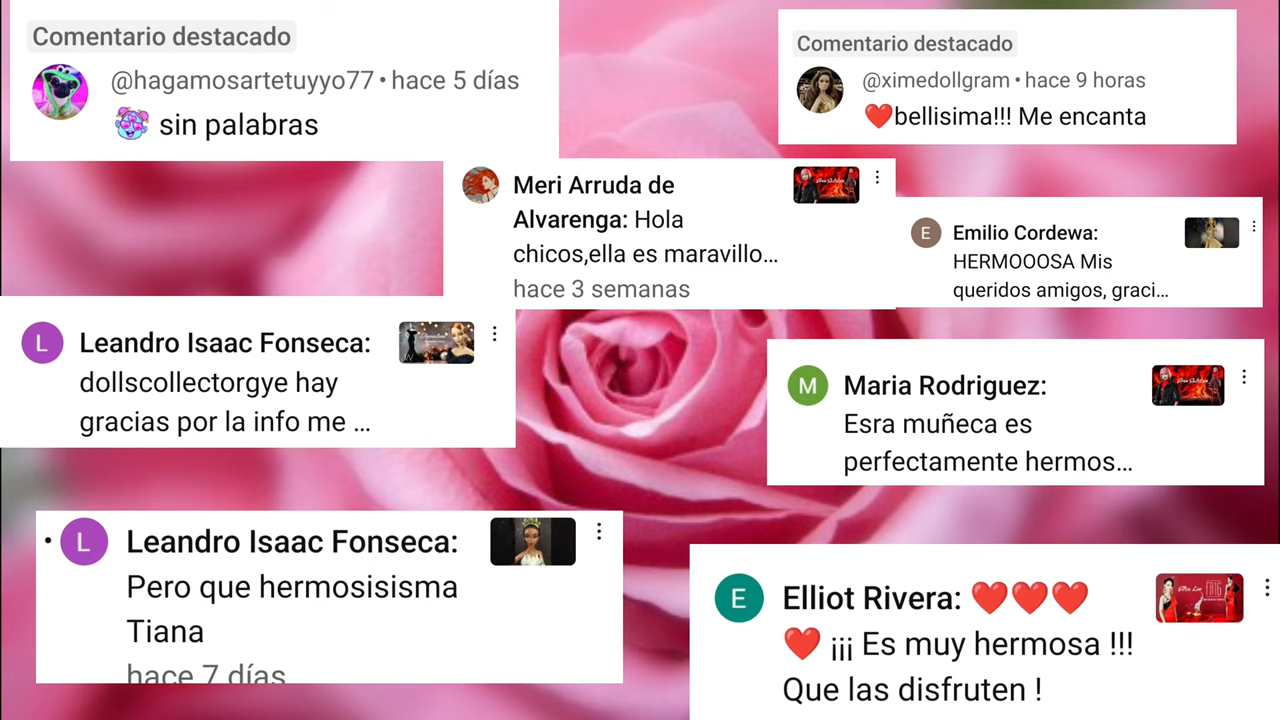 Comentario destacado
@hagamosartetuyyo77 • hace 5 días
sin palabras
Comentario destacado
@ximedollgram • hace 9 horas
❤️bellisima!!! Me encanta
Meri Arruda de
Alvarenga: Hola
chicos,ella es maravillo...
hace 3 semanas
E
Emilio Cordewa:
HERMOOOSA Mis
queridos amigos, graci...
L
Leandro Isaac Fonseca:
dollscollectorgye hay
gracias por la info me ...
M
Maria Rodriguez:
Esra muñeca es
perfectamente hermos...
L
Leandro Isaac Fonseca:
Pero que hermosisisma
Tiana
hace 7 días
E
Elliot Rivera: ❤️❤️❤️
❤️ ¡¡¡ Es muy hermosa !!!
Que las disfruten !